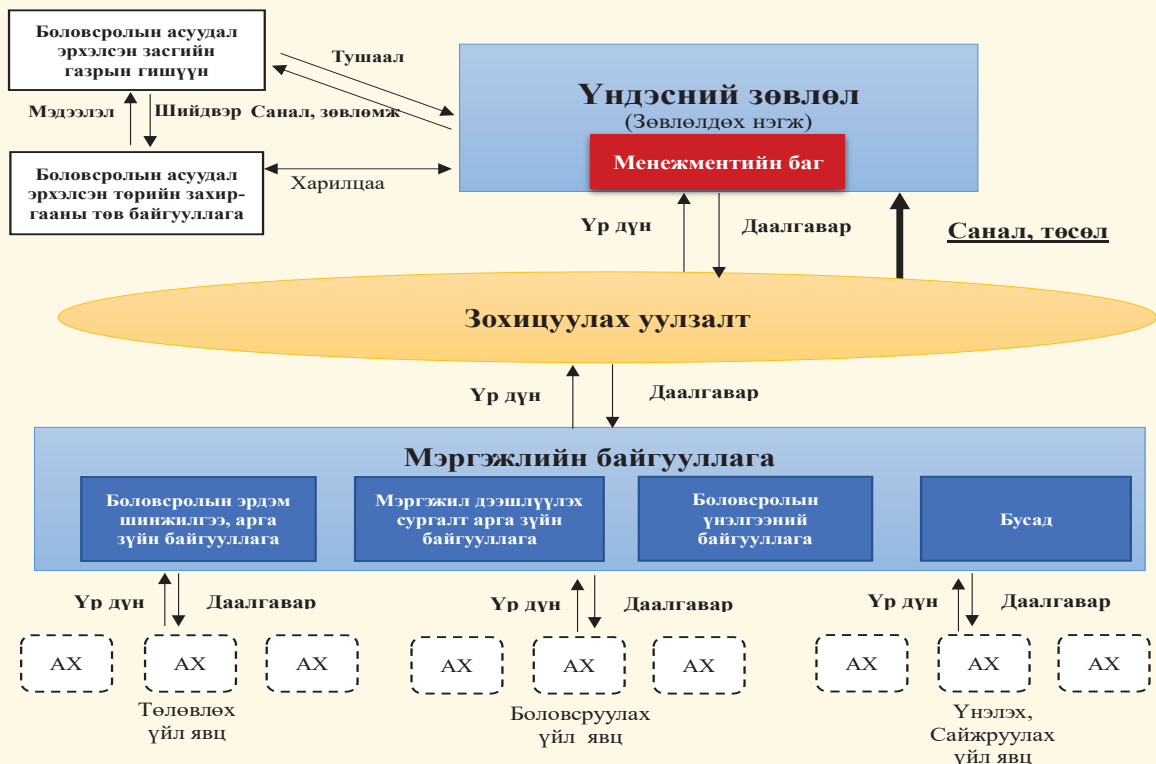 Боловсролын асуудал
эрхэлсэн засгийн
газрын гишүүн
Тушаал
Мэдээлэл
Шийдвэр
Санал, зөвлөмж
Үндэсний зөвлөл
(Зөвлөлдөх нэгж)
Менежментийн баг
Боловсролын асуудал
эрхэлсэн төрийн захир-
гааны төв байгууллага
Харилцаа
Үр дүн
Даалгавар
Санал, төсөл
Зохицуулах уулзалт
Үр дүн
Даалгавар
Мэргэжлийн байгууллага
Боловсролын эрдэм
шинжилгээ, арга
зүйн байгууллага
Мэргэжил дээшлүүлэх
сургалт арга зүйн
байгууллага
Боловсролын
үнэлгээний
байгууллага
Бусад
Үр дүн
Даалгавар
Үр дүн
Даалгавар
Үр дүн
Даалгавар
АХ
АХ
АХ
АХ
АХ
АХ
АХ
АХ
АХ
Төлөвлөх
үйл явц
Боловсруулах
үйл явц
Үнэлэх,
Сайжруулах
үйл явц